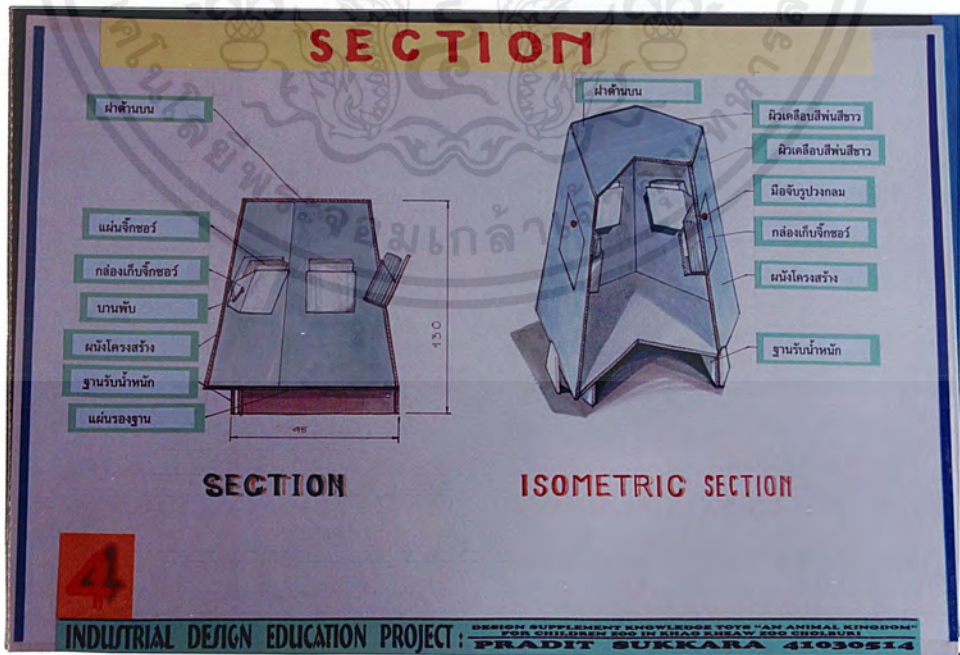 SECTION
ฝาด้านบน
แผ่นจิ๊กซอว์
กล่องเก็บจิ๊กซอว์
บานพับ
ผนังโครงสร้าง
ฐานรับน้ำหนัก
แผ่นรองฐาน
130
SECTION
ฝาด้านบน
ผิวเคลือบสีพ่นสีขาว
ผิวเคลือบสีพ่นสีขาว
มือจับรูปวงกลม
กล่องเก็บจิ๊กซอว์
ผนังโครงสร้าง
ฐานรับน้ำหนัก
ISOMETRIC SECTION
4
INDUSTRIAL DESIGN EDUCATION PROJECT :
DESIGN SUPPLEMENT KNOWLEDGE TOYS "AN ANIMAL KINGDOM"
FOR CHILDREN ZOO IN KHAO KHEAW ZOO CHOLBURI
PRADIT SUKKARA 41030514